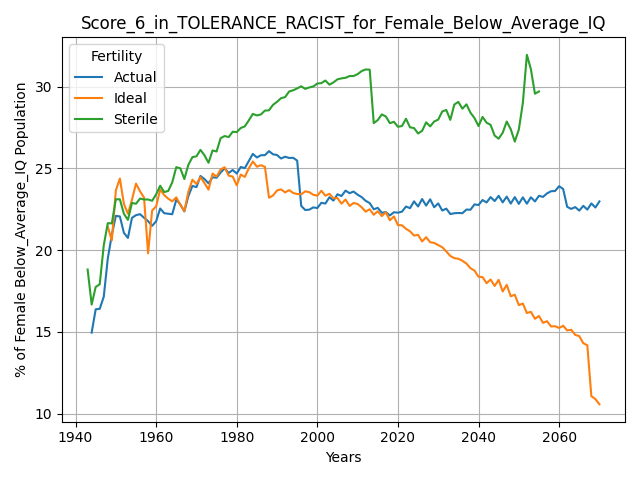 Score_6_in_TOLERANCE_RACIST_for_Female_Below_Average_IQ
Fertility
Actual
Ideal
Sterile
% of Female Below_Average_IQ Population
30
25
20
15
10
1940
1960
1980
2000
2020
2040
2060
Years